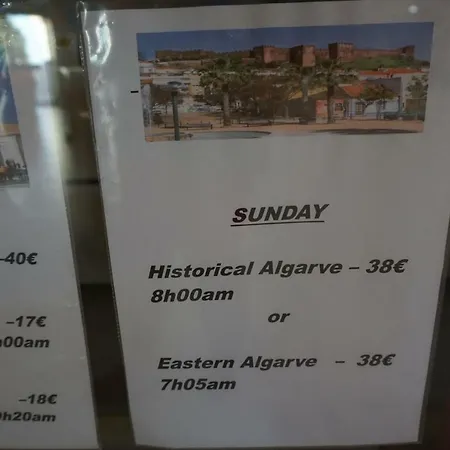 –40€
–17€
00am
–18€
h20am
SUNDAY
Historical Algarve – 38€
8h00am
or
Eastern Algarve – 38€
7h05am